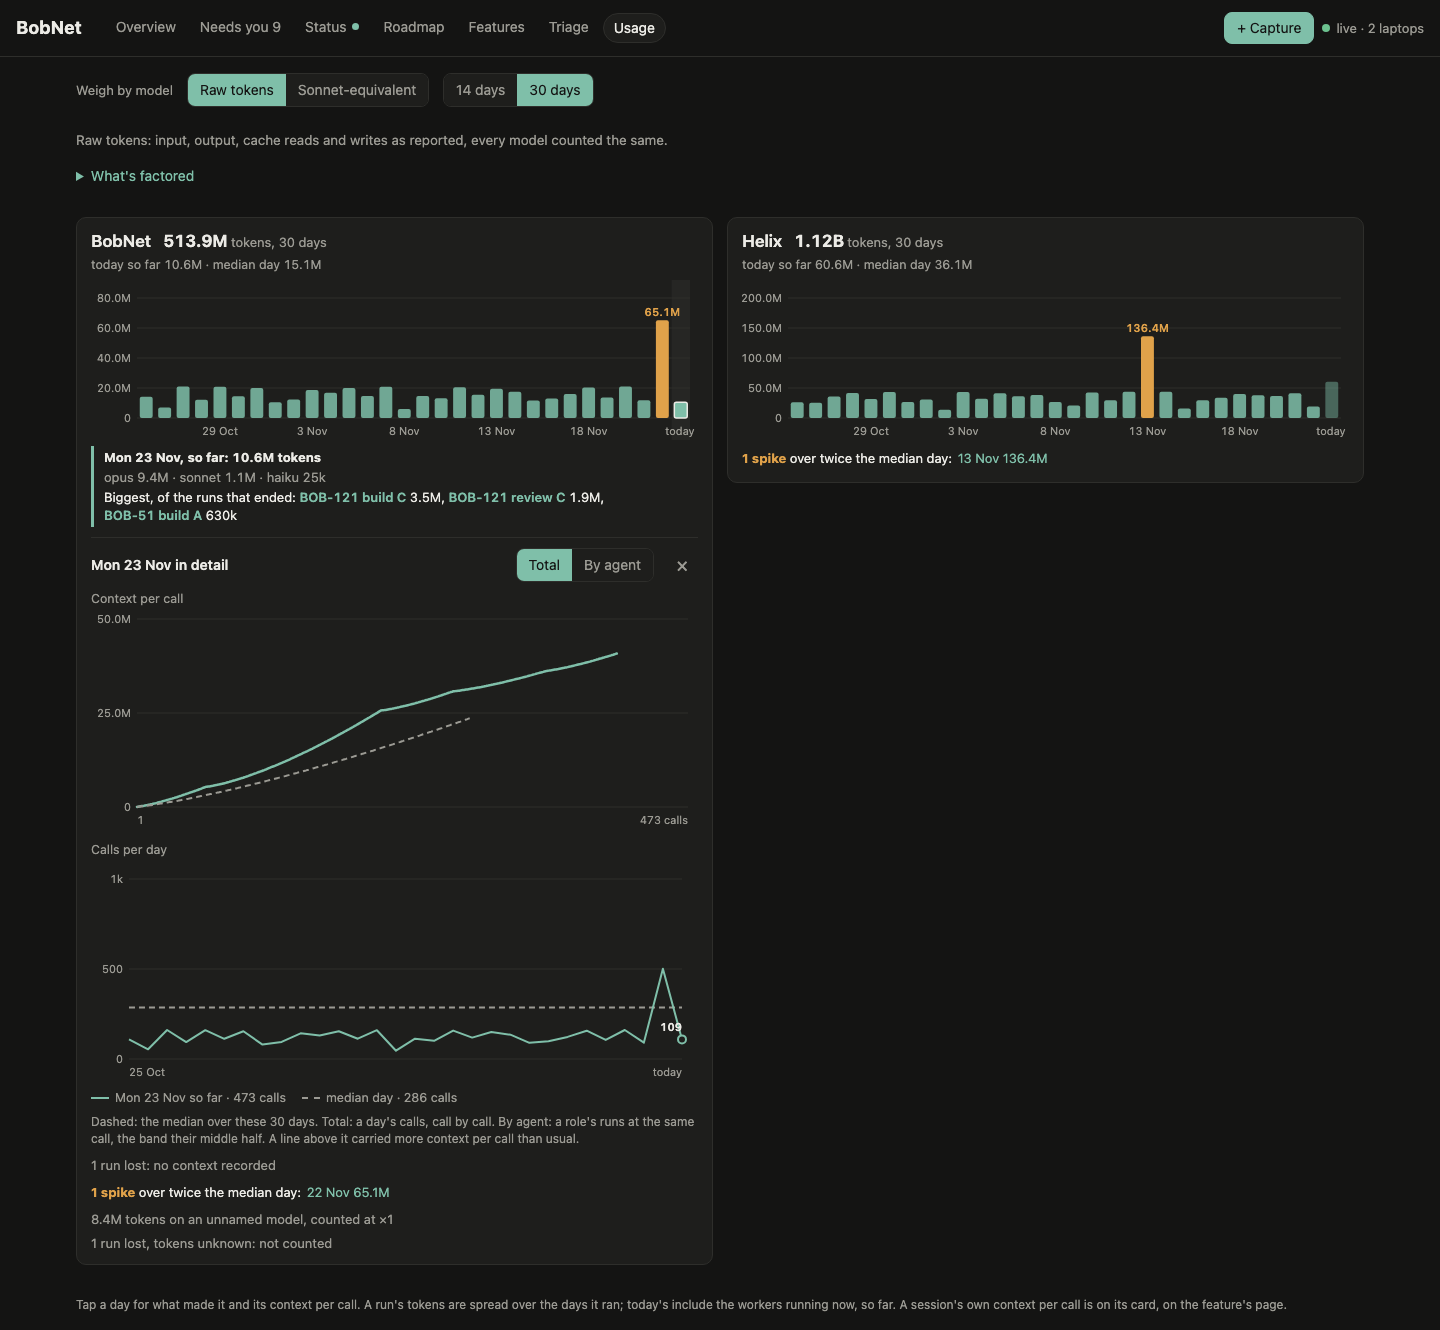 BobNet
Overview
Needs you 9
Status
Roadmap
Features
Triage
Usage
+ Capture
live · 2 laptops
Weigh by model
Raw tokens
Sonnet-equivalent
14 days
30 days
Raw tokens: input, output, cache reads and writes as reported, every model counted the same.
What's factored
BobNet 513.9M tokens, 30 days
today so far 10.6M · median day 15.1M
80.0M
60.0M
40.0M
20.0M
0
65.1M
29 Oct
3 Nov
8 Nov
13 Nov
18 Nov
today
Mon 23 Nov, so far: 10.6M tokens
opus 9.4M · sonnet 1.1M · haiku 25k
Biggest, of the runs that ended: BOB-121 build C 3.5M, BOB-121 review C 1.9M,
BOB-51 build A 630k
Mon 23 Nov in detail
Total
By agent
×
Context per call
50.0M
25.0M
0
1
473 calls
Calls per day
1k
500
0
109
25 Oct
today
Mon 23 Nov so far · 473 calls
median day · 286 calls
Dashed: the median over these 30 days. Total: a day's calls, call by call. By agent: a role's runs at the same
call, the band their middle half. A line above it carried more context per call than usual.
1 run lost: no context recorded
1 spike over twice the median day: 22 Nov 65.1M
8.4M tokens on an unnamed model, counted at ×1
1 run lost, tokens unknown: not counted
Helix 1.12B tokens, 30 days
today so far 60.6M · median day 36.1M
200.0M
150.0M
100.0M
50.0M
0
136.4M
29 Oct
3 Nov
8 Nov
13 Nov
18 Nov
today
1 spike over twice the median day: 13 Nov 136.4M
Tap a day for what made it and its context per call. A run's tokens are spread over the days it ran; today's include the workers running now, so far. A session's own context per call is on its card, on the feature's page.